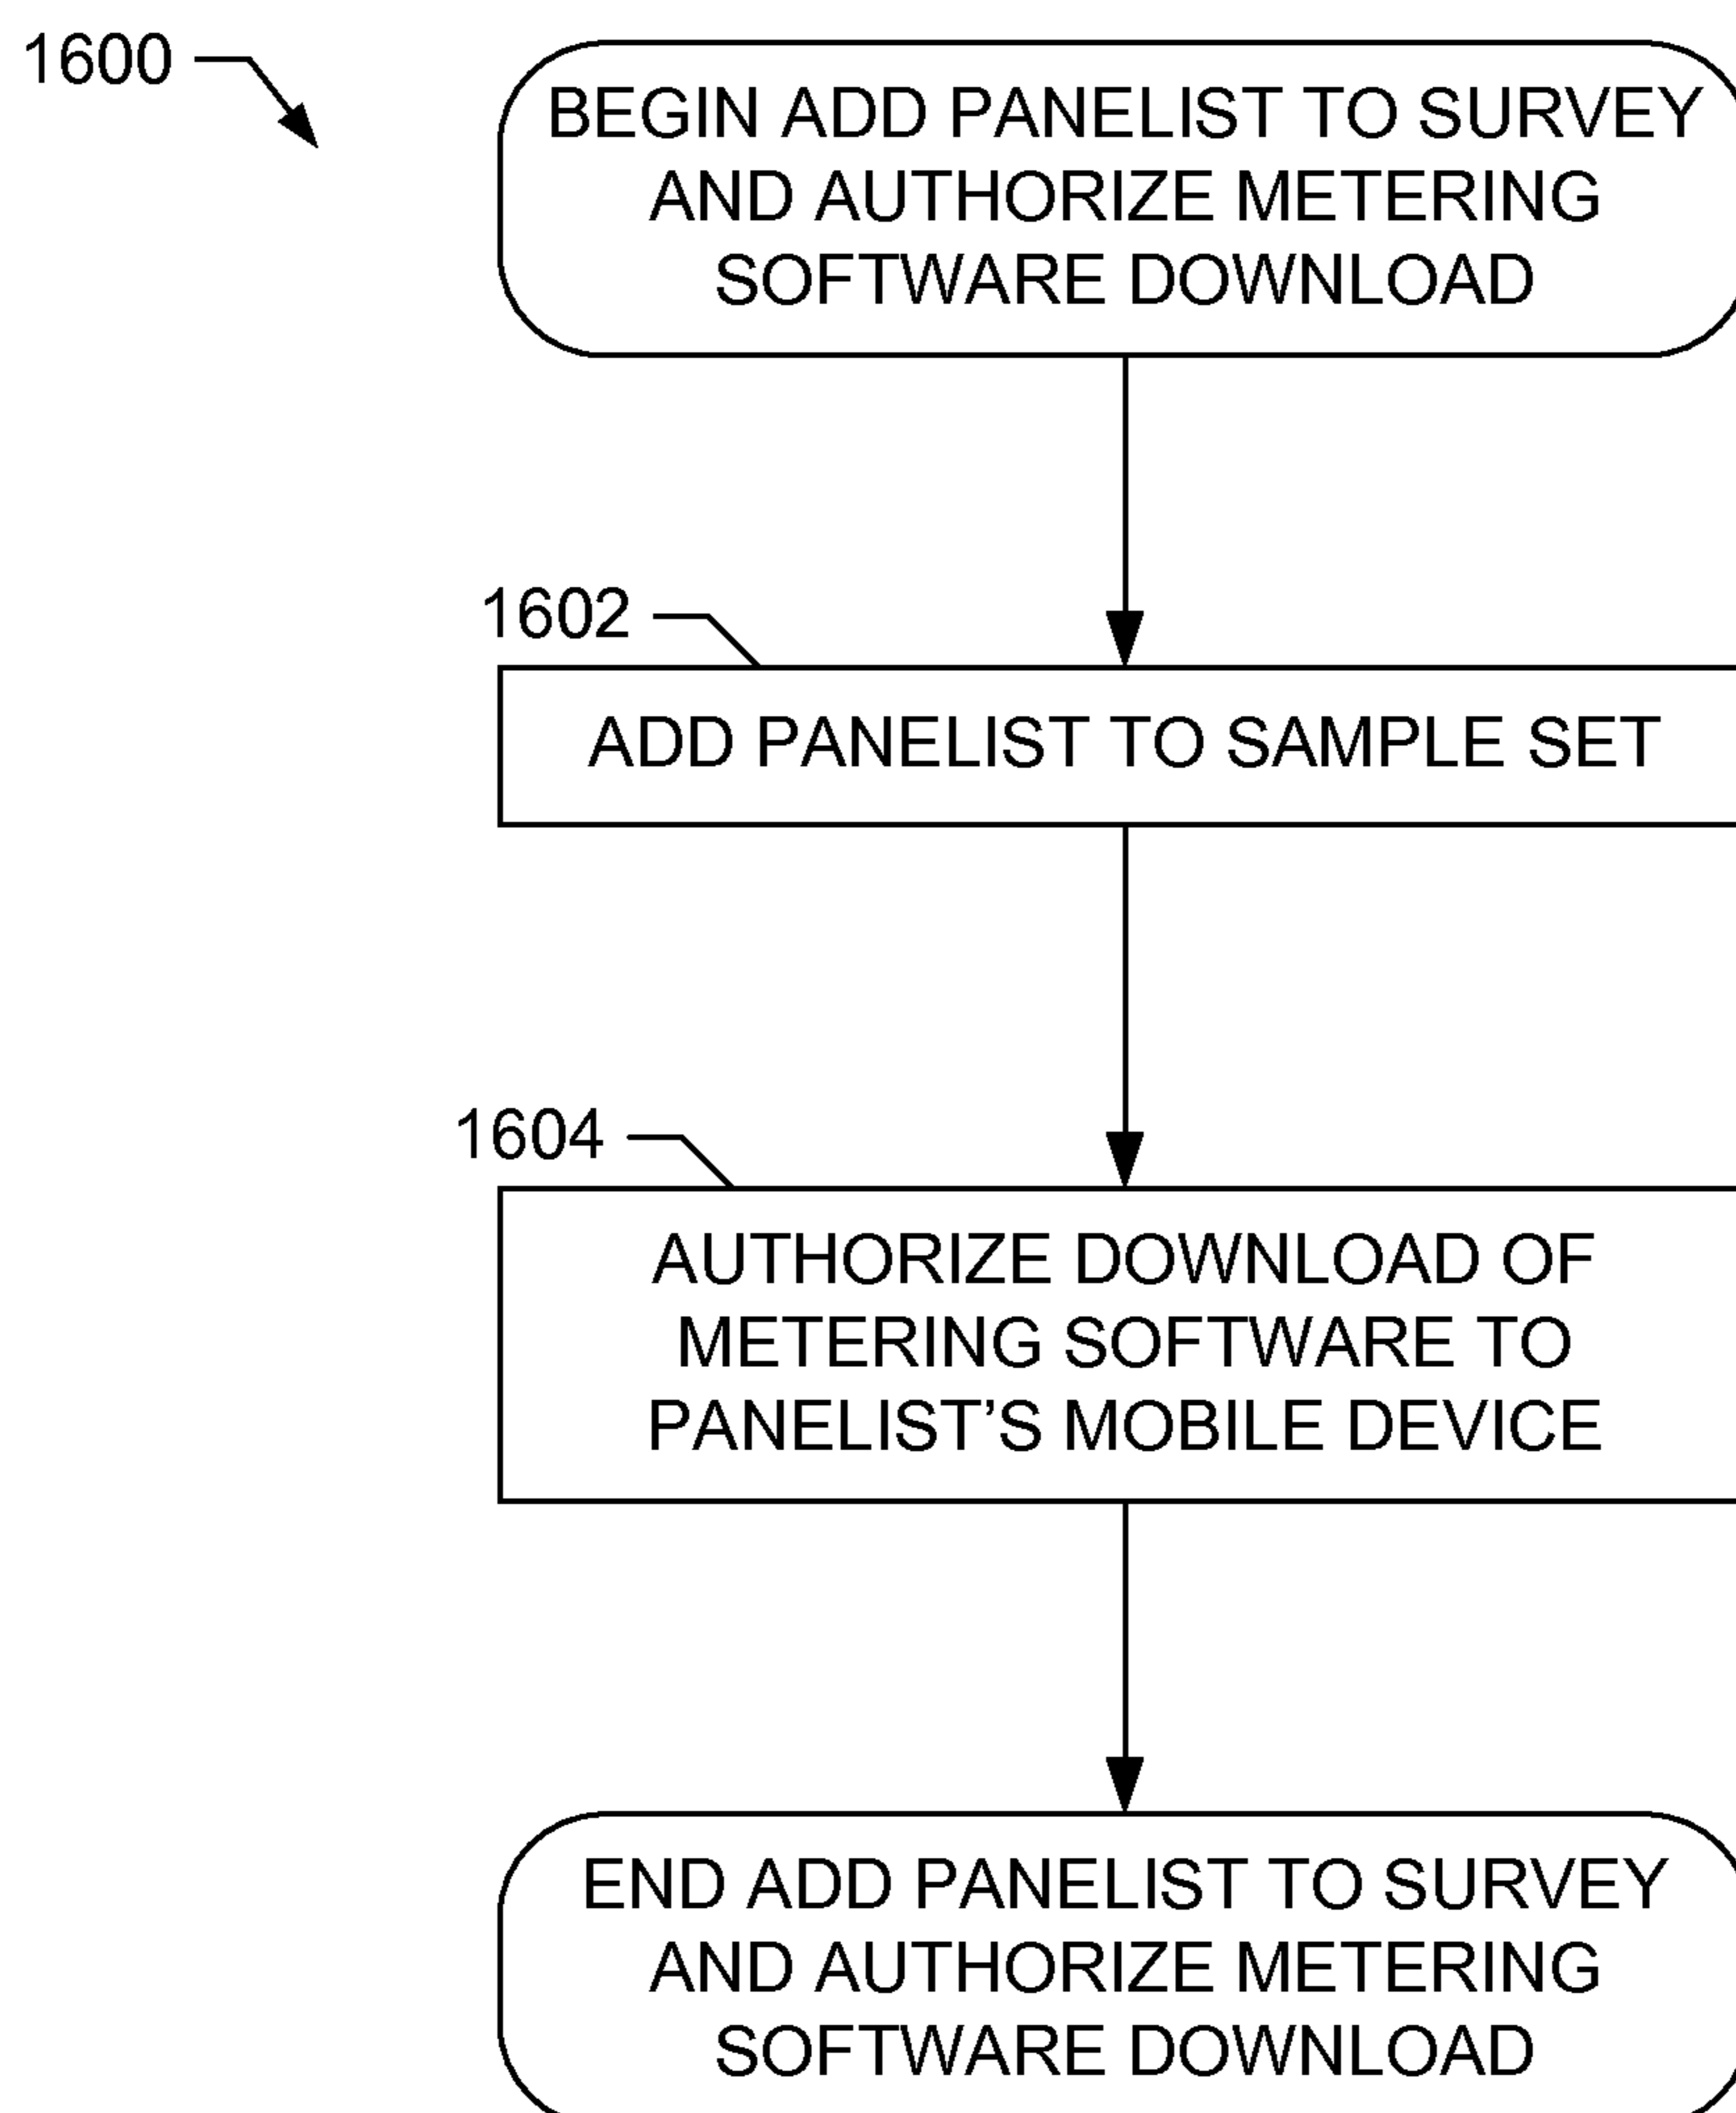 1600
BEGIN ADD PANELIST TO SURVEY
AND AUTHORIZE METERING
SOFTWARE DOWNLOAD
1602
ADD PANELIST TO SAMPLE SET
1604
AUTHORIZE DOWNLOAD OF
METERING SOFTWARE TO
PANELIST’S MOBILE DEVICE
END ADD PANELIST TO SURVEY
AND AUTHORIZE METERING
SOFTWARE DOWNLOAD